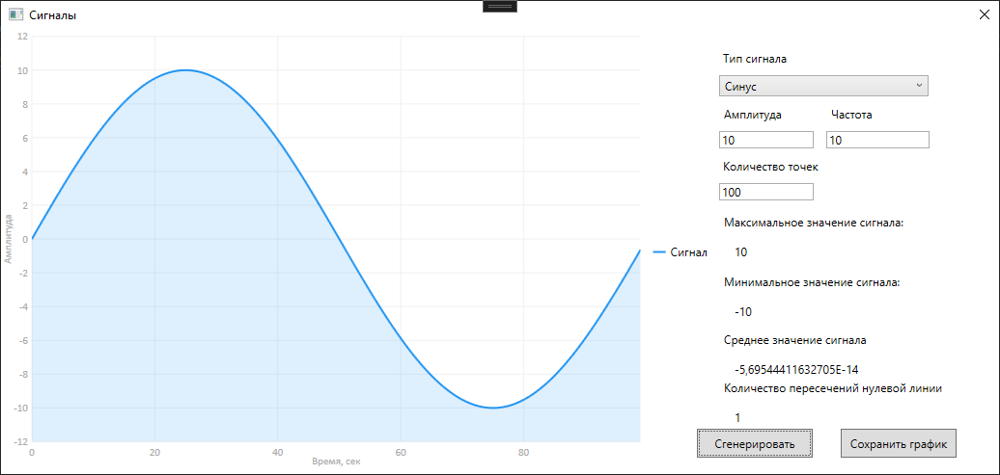 Сигналы
12
10
8
6
4
2
0
-2
-4
-6
-8
-10
-12
Амплитуда
0
20
40
60
80
Время, сек
Сигнал
Тип сигнала
Синус
Амплитуда Частота
10 10
Количество точек
100
Максимальное значение сигнала:
10
Минимальное значение сигнала:
-10
Среднее значение сигнала
-5,69544411632705E-14
Количество пересечений нулевой линии
1
Сгенерировать Сохранить график